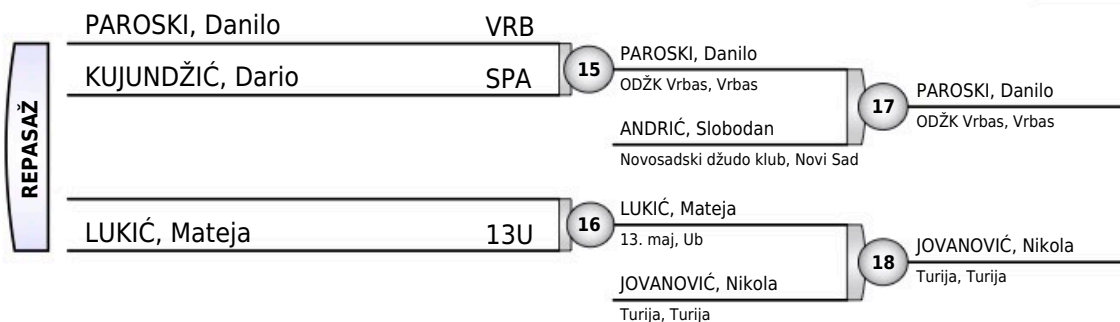 REPASAŽ
PAROSKI, Danilo VRB
KUJUNDŽIĆ, Dario SPA
15
PAROSKI, Danilo
ODŽK Vrbas, Vrbas
ANDRIĆ, Slobodan
Novosadski džudo klub, Novi Sad
17
PAROSKI, Danilo
ODŽK Vrbas, Vrbas
LUKIĆ, Mateja 13U
16
LUKIĆ, Mateja
13. maj, Ub
JOVANOVIĆ, Nikola
Turija, Turija
18
JOVANOVIĆ, Nikola
Turija, Turija